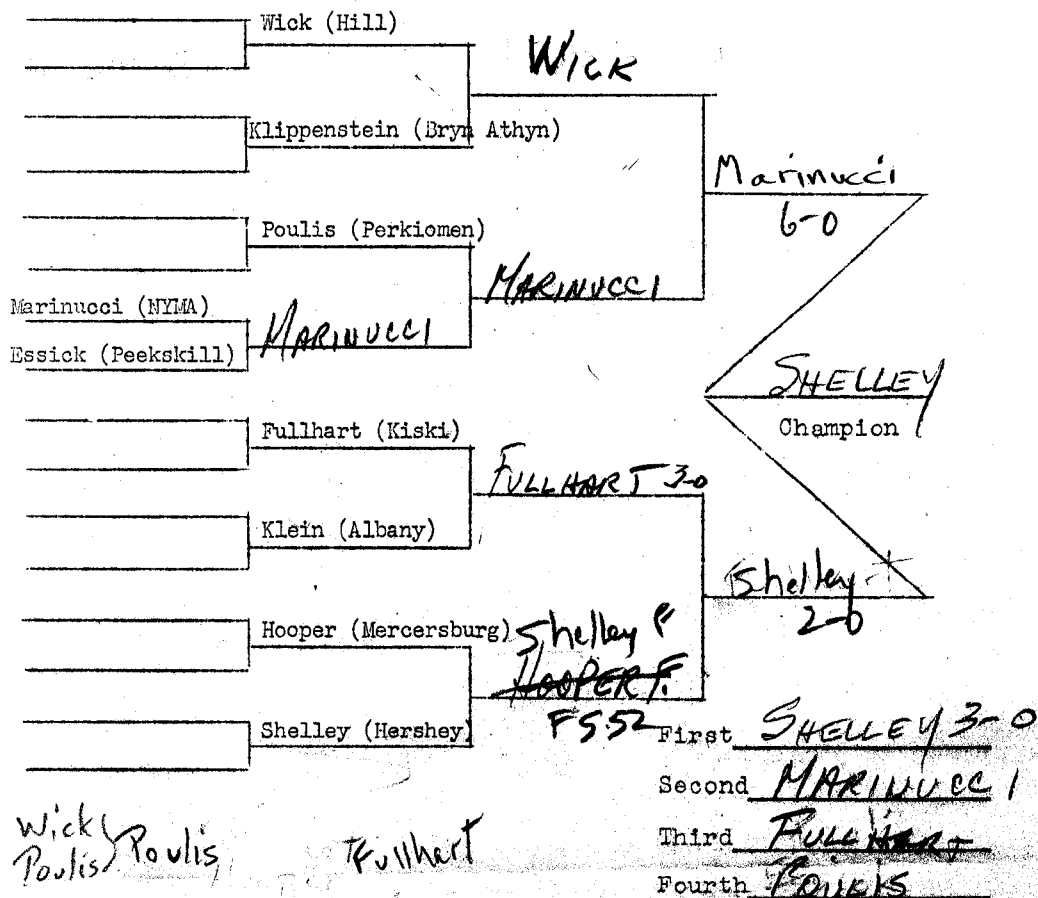 Wick (Hill)
WICK
Klippenstein (Bryn Athyn)
Marinucci
6-0
Poulis (Perkiomen)
MARINUCCI
Marinucci (NYMA)
MARINUCCI
Essick (Peekskill)
SHELLEY
Champion
Fullhart (Kiski)
FULLHART 3-0
Klein (Albany)
Shelley
2-0
Hooper (Mercersburg)
Shelley F
HOOPER F.
Shelley (Hershey)
F 5:52
First SHELLEY 3-0
Second MARINUCCI
Third FULLHART
Fourth POULIS
Wick
Poulis
Poulis
Fullhart